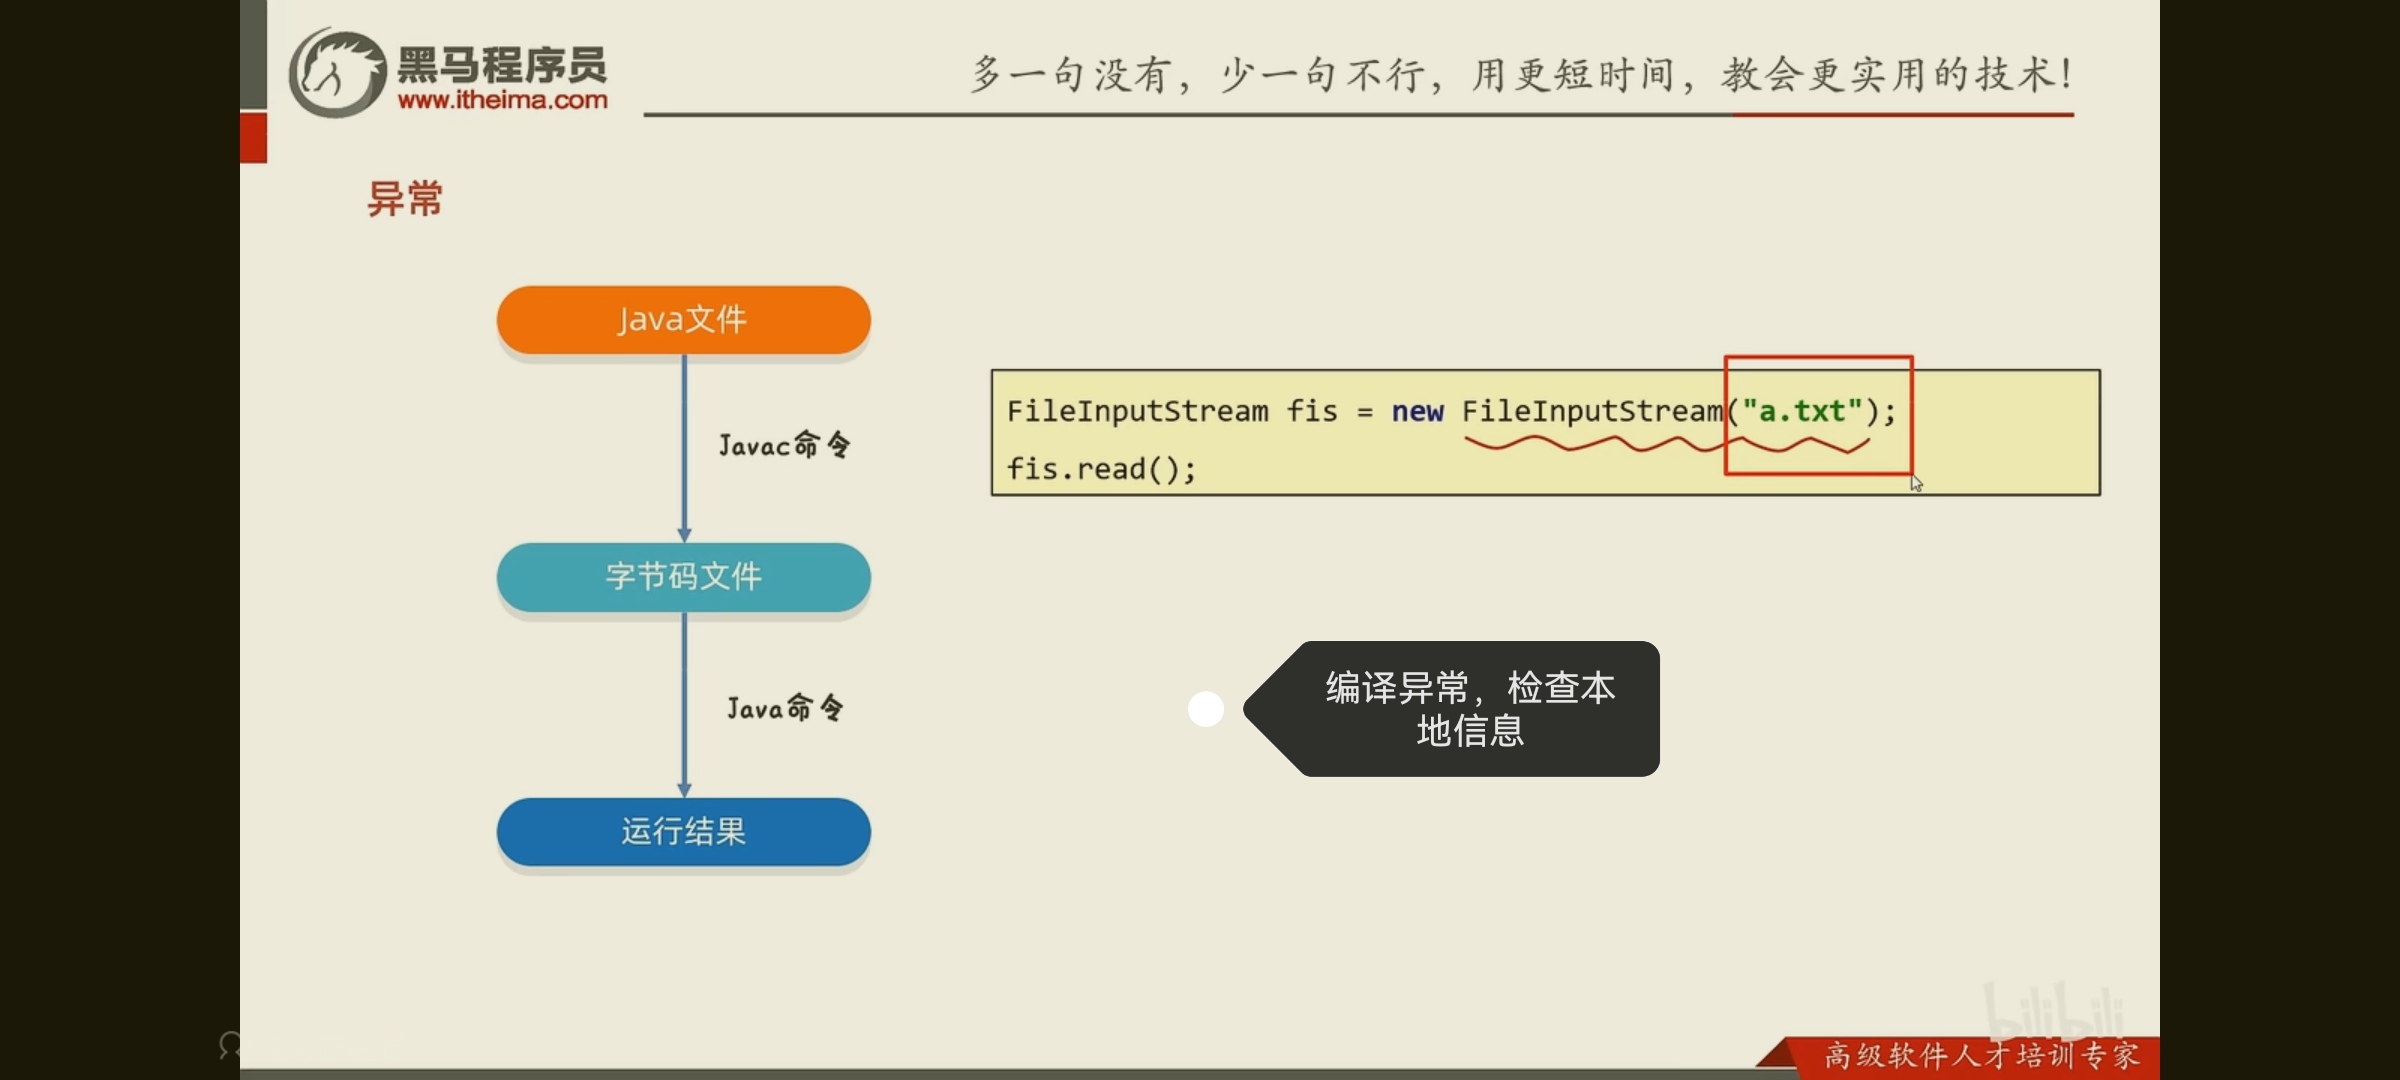 黑马程序员
www.itheima.com
多一句没有，少一句不行，用更短时间，教会更实用的技术！
异常
Java文件
Javac命令
FileInputStream fis = new FileInputStream("a.txt");
fis.read();
字节码文件
编译异常，检查本
地信息
Java命令
运行结果
bilibili
高级软件人才培训专家